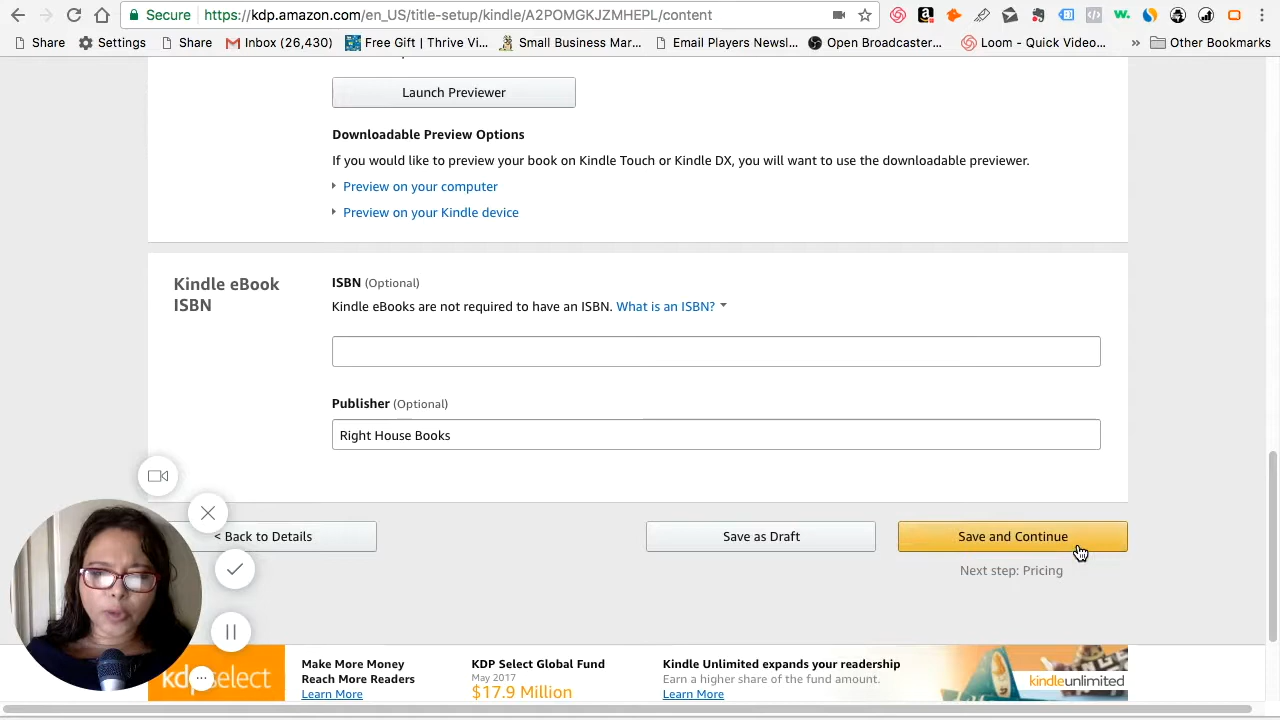 Secure
https://kdp.amazon.com/en_US/title-setup/kindle/A2POMGKJZMHEPL/content
Share
Settings
Share
Inbox (26,430)
Free Gift | Thrive Vi...
Small Business Mar...
Email Players Newsl...
Open Broadcaster...
Loom - Quick Video...
»
Other Bookmarks
Launch Previewer
Downloadable Preview Options
If you would like to preview your book on Kindle Touch or Kindle DX, you will want to use the downloadable previewer.
Preview on your computer
Preview on your Kindle device
Kindle eBook
ISBN
ISBN (Optional)
Kindle eBooks are not required to have an ISBN. What is an ISBN?
Publisher (Optional)
Right House Books
< Back to Details
Save as Draft
Save and Continue
Next step: Pricing
kdpselect
Make More Money
Reach More Readers
Learn More
KDP Select Global Fund
May 2017
$17.9 Million
Kindle Unlimited expands your readership
Earn a higher share of the fund amount.
Learn More
kindleunlimited